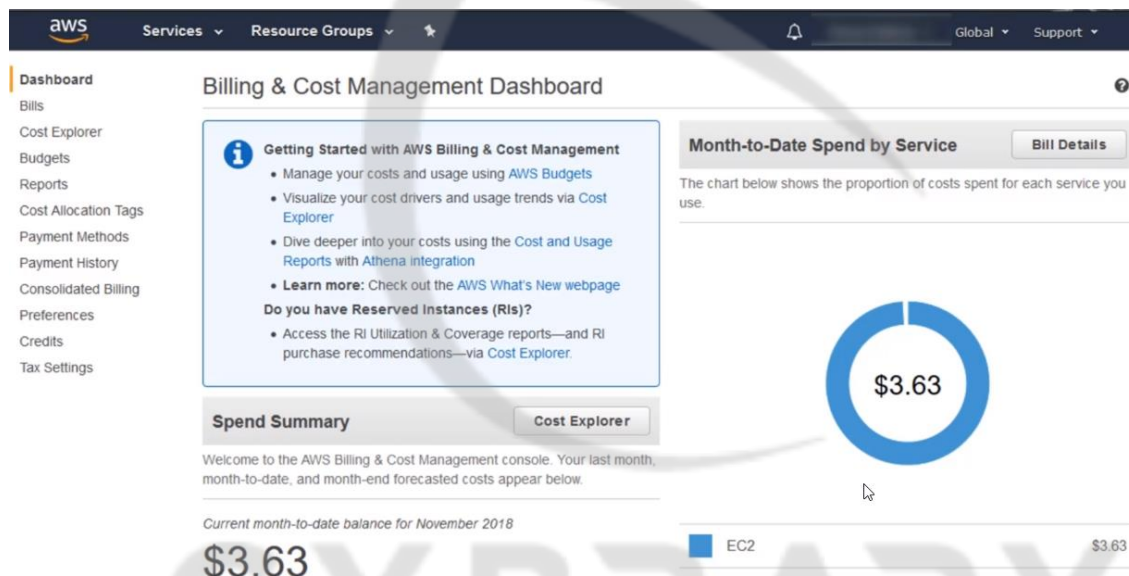 aws
Services
Resource Groups
Global
Support
Dashboard
Bills
Cost Explorer
Budgets
Reports
Cost Allocation Tags
Payment Methods
Payment History
Consolidated Billing
Preferences
Credits
Tax Settings
Billing & Cost Management Dashboard
Getting Started with AWS Billing & Cost Management
• Manage your costs and usage using AWS Budgets
• Visualize your cost drivers and usage trends via Cost
Explorer
• Dive deeper into your costs using the Cost and Usage
Reports with Athena integration
• Learn more: Check out the AWS What's New webpage
Do you have Reserved Instances (RIs)?
• Access the RI Utilization & Coverage reports—and RI
purchase recommendations—via Cost Explorer.
Spend Summary
Cost Explorer
Welcome to the AWS Billing & Cost Management console. Your last month,
month-to-date, and month-end forecasted costs appear below.
Current month-to-date balance for November 2018
$3.63
Month-to-Date Spend by Service
Bill Details
The chart below shows the proportion of costs spent for each service you
use.
$3.63
EC2 $3.63